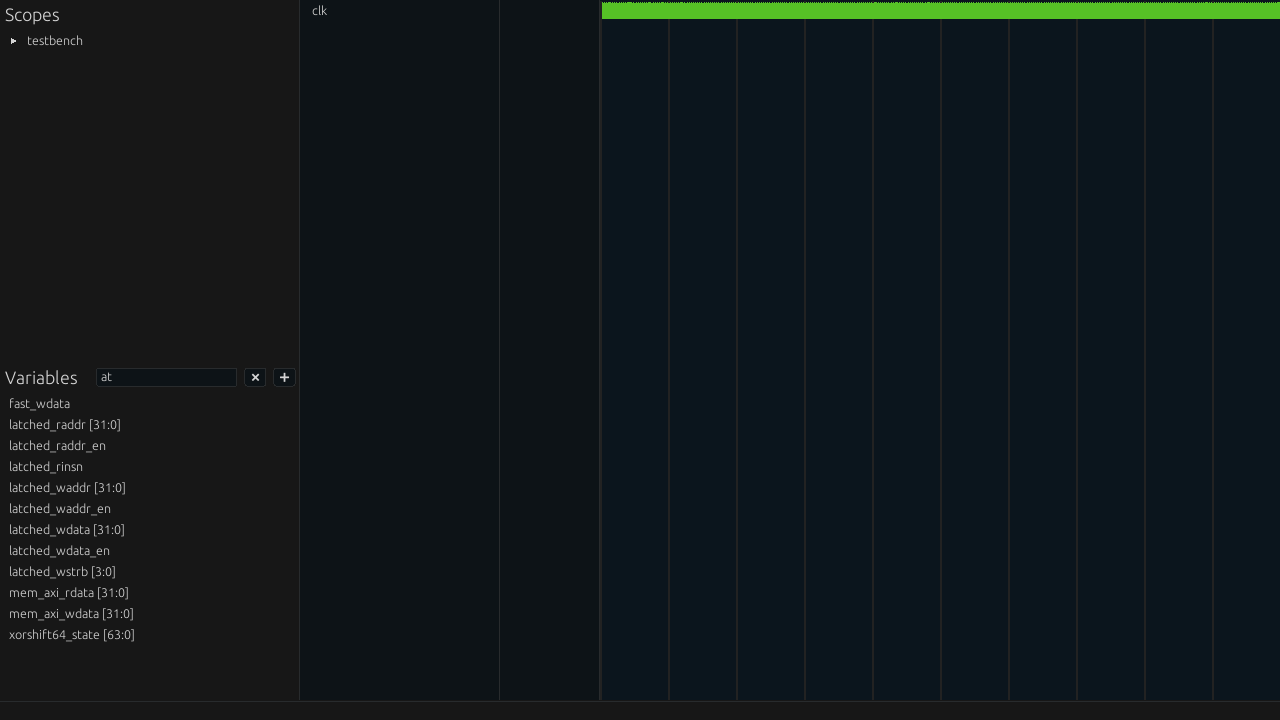 Scopes
testbench
clk
Variables
at
fast_wdata
latched_raddr [31:0]
latched_raddr_en
latched_rinsn
latched_waddr [31:0]
latched_waddr_en
latched_wdata [31:0]
latched_wdata_en
latched_wstrb [3:0]
mem_axi_rdata [31:0]
mem_axi_wdata [31:0]
xorshift64_state [63:0]